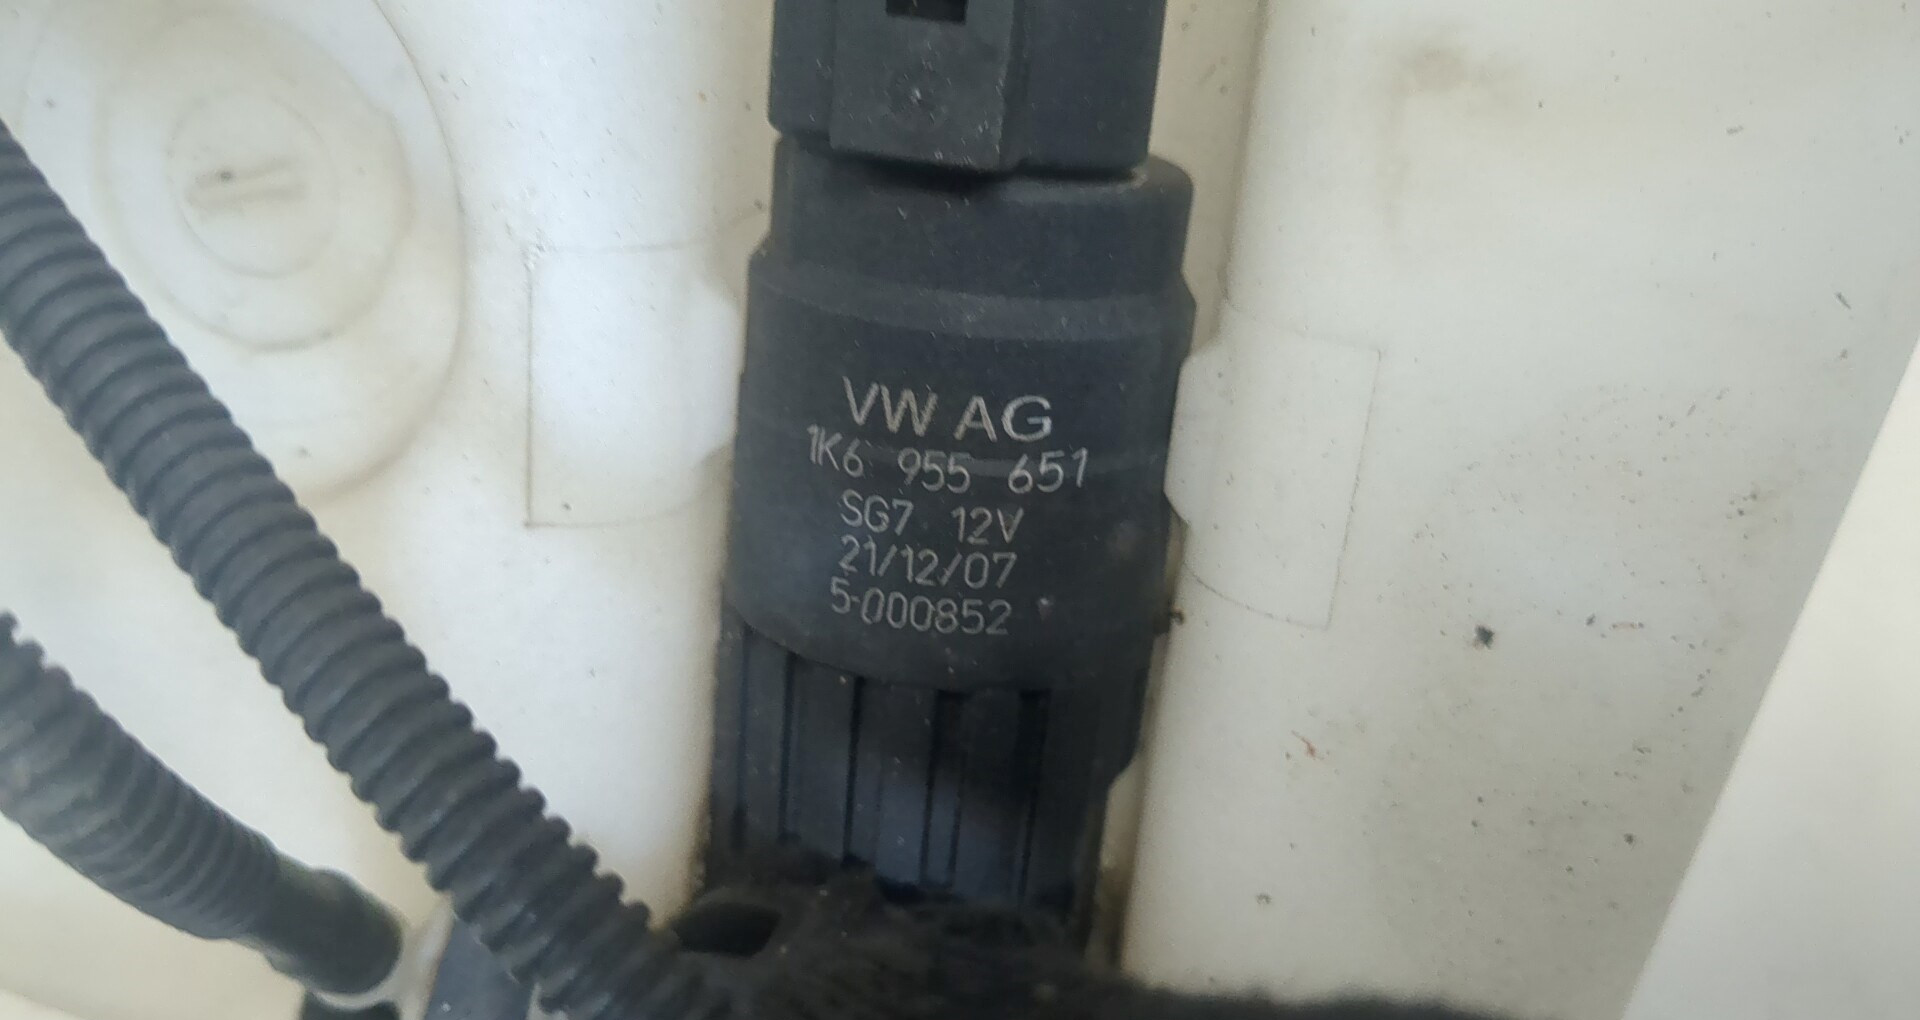 VW AG
1K6 955 651
SG7 12V
21/12/07
5-000852